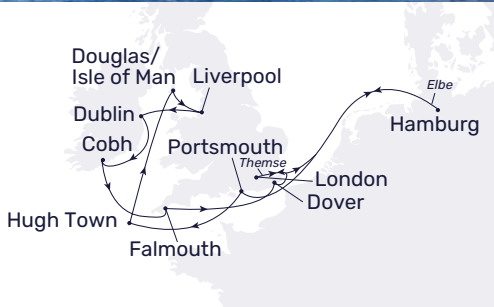 Douglas/
Isle of Man
Liverpool
Elbe
Dublin
Hamburg
Cobh
Portsmouth
Themse
London
Dover
Hugh Town
Falmouth